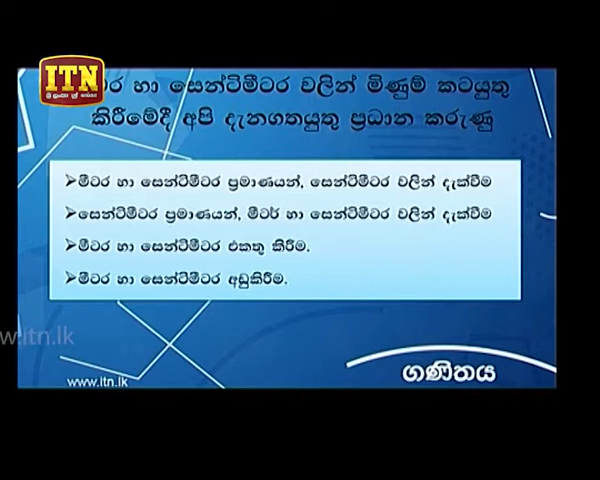 ITN
ශ්‍රී ලංකාවේ හද ගැස්ම
හා සෙන්ටිමීටර වලින් මිණුම් කටයුතු
කිරීමේදී අපි දැනගතයුතු ප්‍රධාන කරුණු
➢මීටර හා සෙන්ටිමීටර ප්‍රමාණයන්, සෙන්ටිමීටර වලින් දැක්වීම
➢සෙන්ටිමීටර ප්‍රමාණයන්, මීටර් හා සෙන්ටිමීටර වලින් දැක්වීම
➢මීටර හා සෙන්ටිමීටර එකතු කිරීම.
➢මීටර හා සෙන්ටිමීටර අඩුකිරීම.
w.itn.lk
ගණිතය
www.itn.lk